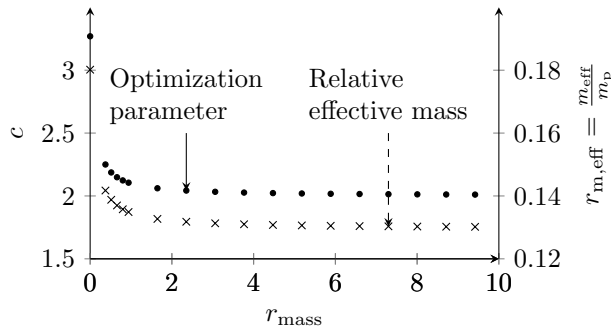 3
2.5
2
1.5
c
Optimization
parameter
Relative
effective mass
0.18
0.16
0.14
0.12
r_m,eff = m_eff/m_p
0 2 4 6 8 10
r_mass